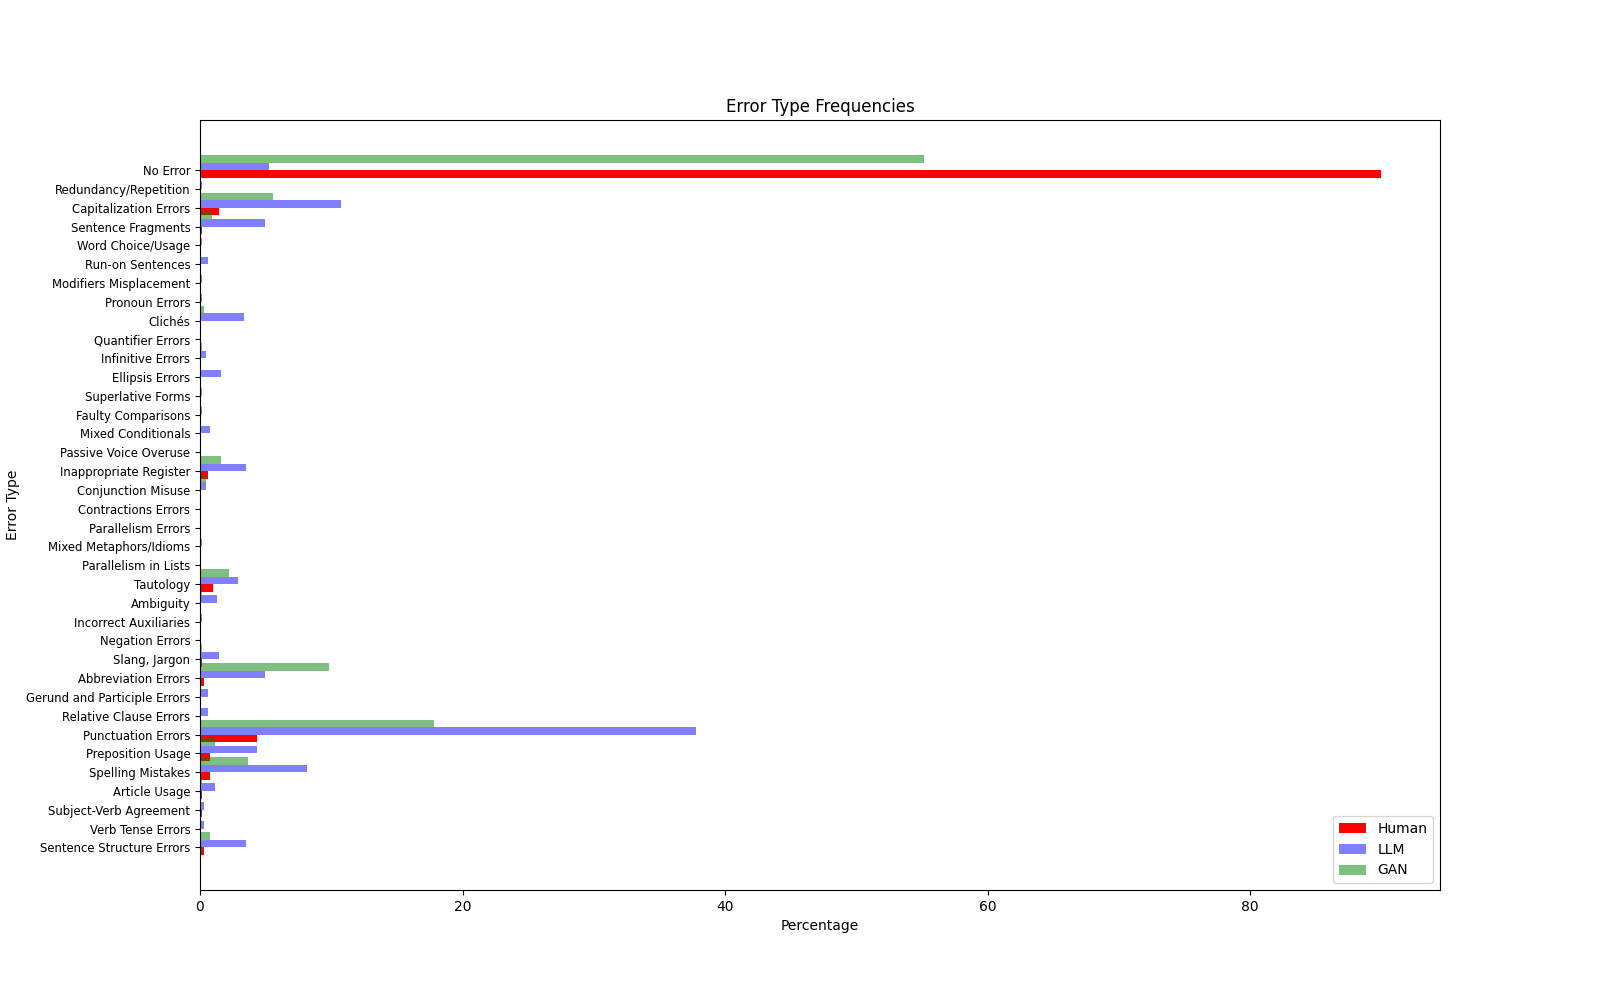 Error Type Frequencies
Error Type
No Error
Redundancy/Repetition
Capitalization Errors
Sentence Fragments
Word Choice/Usage
Run-on Sentences
Modifiers Misplacement
Pronoun Errors
Clichés
Quantifier Errors
Infinitive Errors
Ellipsis Errors
Superlative Forms
Faulty Comparisons
Mixed Conditionals
Passive Voice Overuse
Inappropriate Register
Conjunction Misuse
Contractions Errors
Parallelism Errors
Mixed Metaphors/Idioms
Parallelism in Lists
Tautology
Ambiguity
Incorrect Auxiliaries
Negation Errors
Slang, Jargon
Abbreviation Errors
Gerund and Participle Errors
Relative Clause Errors
Punctuation Errors
Preposition Usage
Spelling Mistakes
Article Usage
Subject-Verb Agreement
Verb Tense Errors
Sentence Structure Errors
Human
LLM
GAN
0 20 40 60 80
Percentage